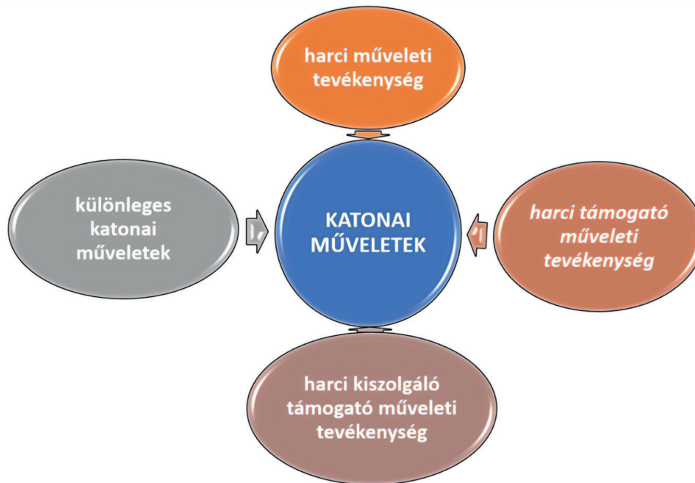 harci műveleti
tevékenység
különleges
katonai
műveletek
KATONAI
MŰVELETEK
harci támogató
műveleti
tevékenység
harci kiszolgáló
támogató műveleti
tevékenység